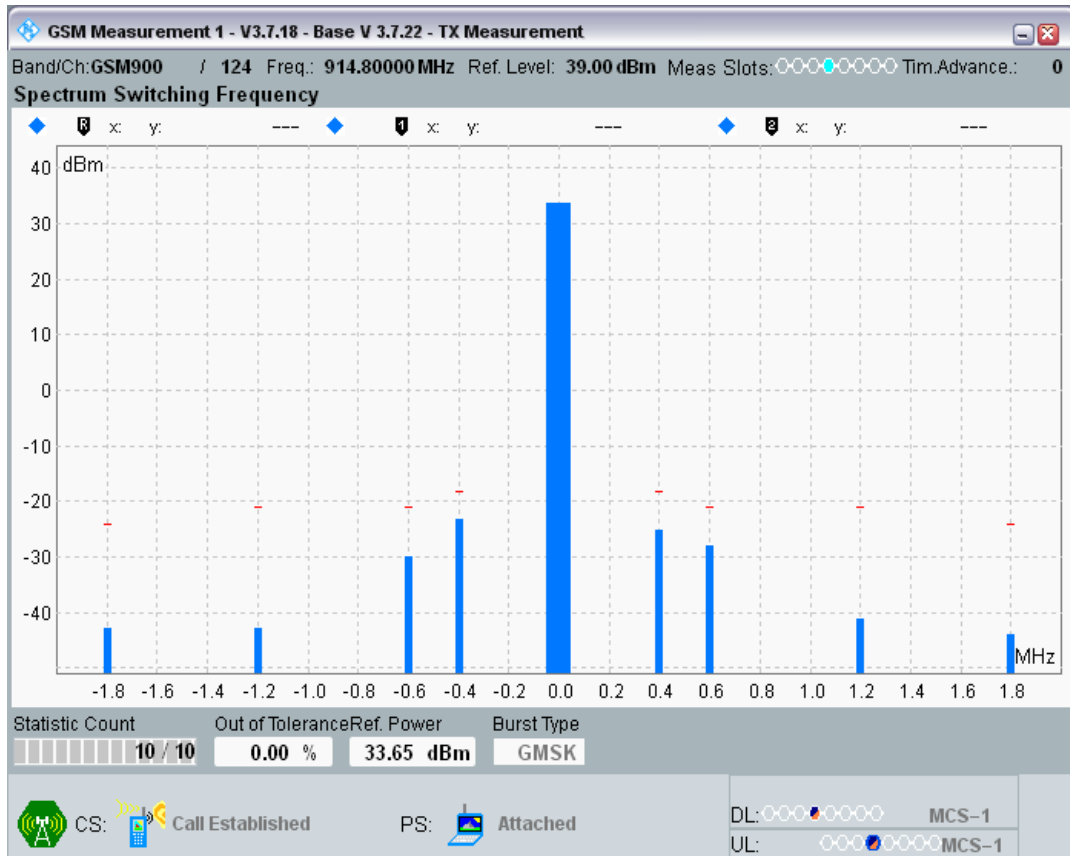 GSM Measurement 1 - V3.7.18 - Base V 3.7.22 - TX Measurement
Band/Ch:GSM900 / 124 Freq.: 914.80000 MHz Ref. Level: 39.00 dBm Meas Slots: Tim.Advance.: 0
Spectrum Switching Frequency
R x: y: --- 1 x: y: --- 2 x: y: ---
dBm
40
30
20
10
0
-10
-20
-30
-40
MHz
-1.8 -1.6 -1.4 -1.2 -1.0 -0.8 -0.6 -0.4 -0.2 0.0 0.2 0.4 0.6 0.8 1.0 1.2 1.4 1.6 1.8
Statistic Count Out of Tolerance Ref. Power Burst Type
10 / 10 0.00 % 33.65 dBm GMSK
CS: Call Established PS: Attached
DL: MCS-1
UL: MCS-1